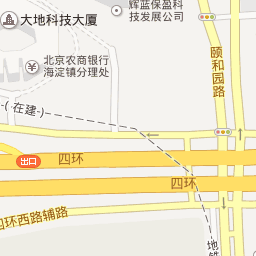 大地科技大厦
辉蓝保盈科
技发展公司
北京农商银行
海淀镇分理处
颐和园路
-( 在建-)
出口
四环
四环
四环西路辅路
地铁